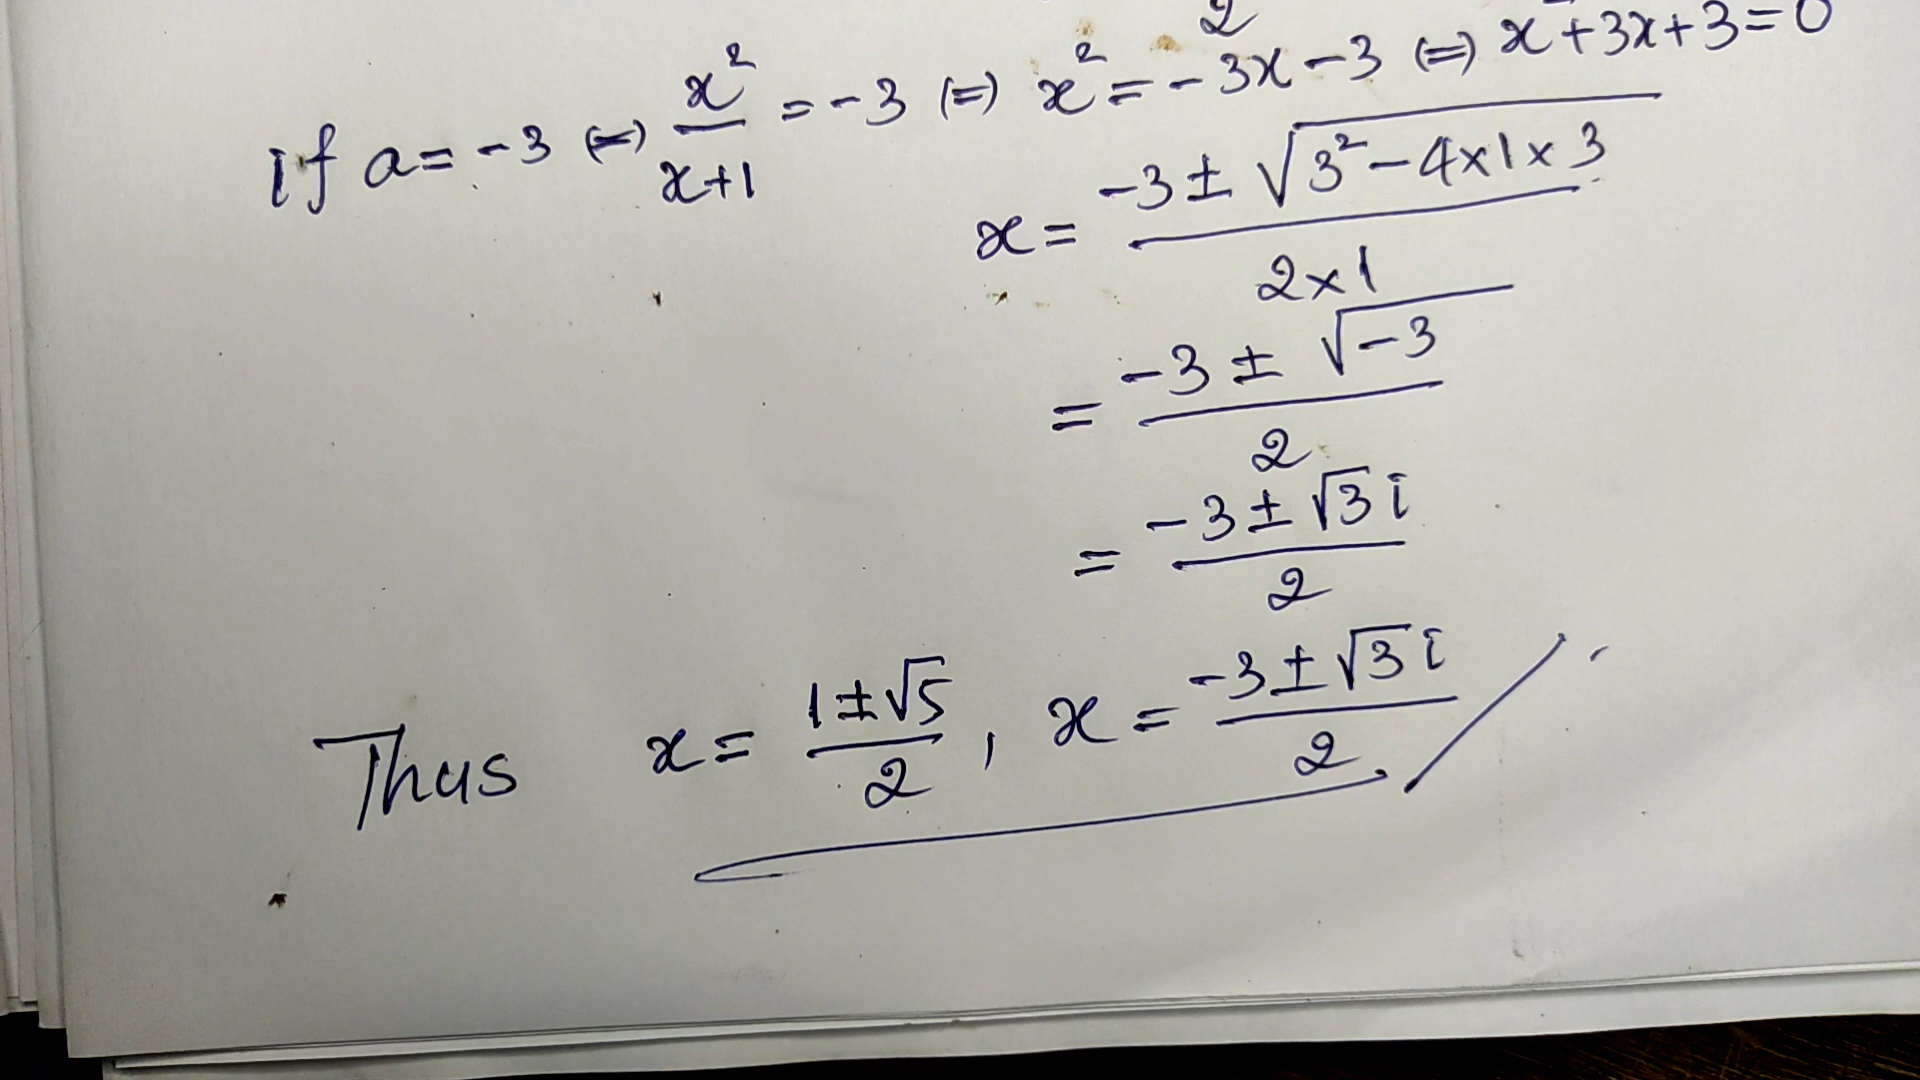 2
if a = -3 (=) x²/(x+1) = -3 (=) x² = -3x - 3 (=) x² + 3x + 3 = 0
x = (-3 ± √(3² - 4×1×3))/(2×1)
= (-3 ± √-3)/2
= (-3 ± √3 i)/2
Thus x = (1 ± √5)/2 , x = (-3 ± √3 i)/2